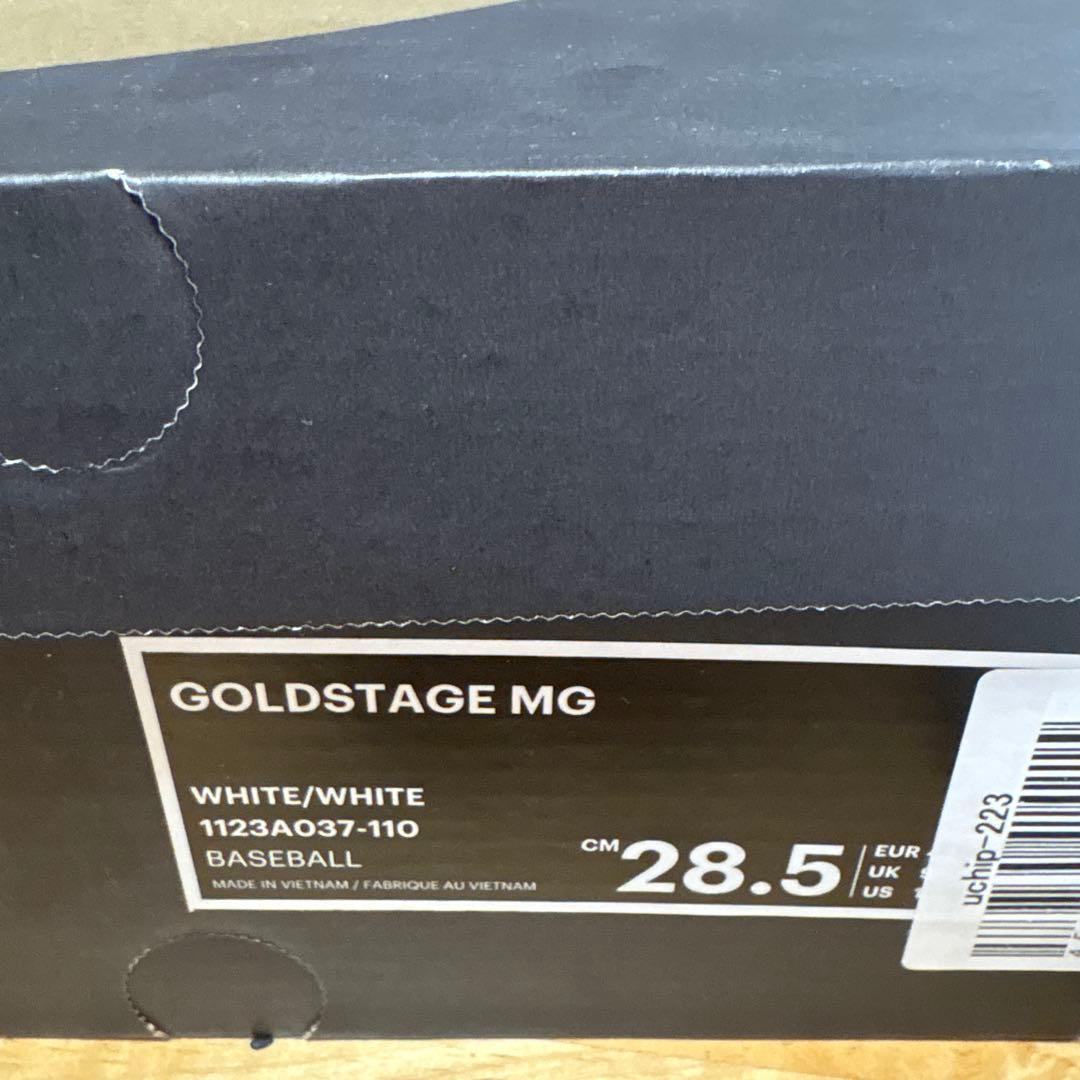 GOLDSTAGE MG
WHITE/WHITE
1123A037-110
BASEBALL
MADE IN VIETNAM / FABRIQUE AU VIETNAM
CM 28.5
EUR
UK
US
uchip-223